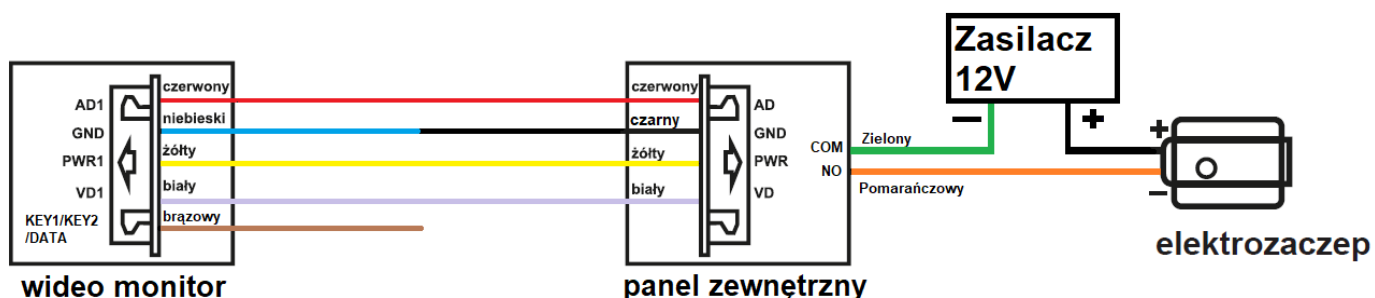 Zasilacz
12V
− +
czerwony czerwony
AD1 AD
niebieski czarny
GND GND
COM Zielony
żółty żółty
PWR1 PWR
NO Pomarańczowy
biały biały
VD1 VD
KEY1/KEY2
/DATA
brązowy
+
−
elektrozaczep
wideo monitor
panel zewnętrzny